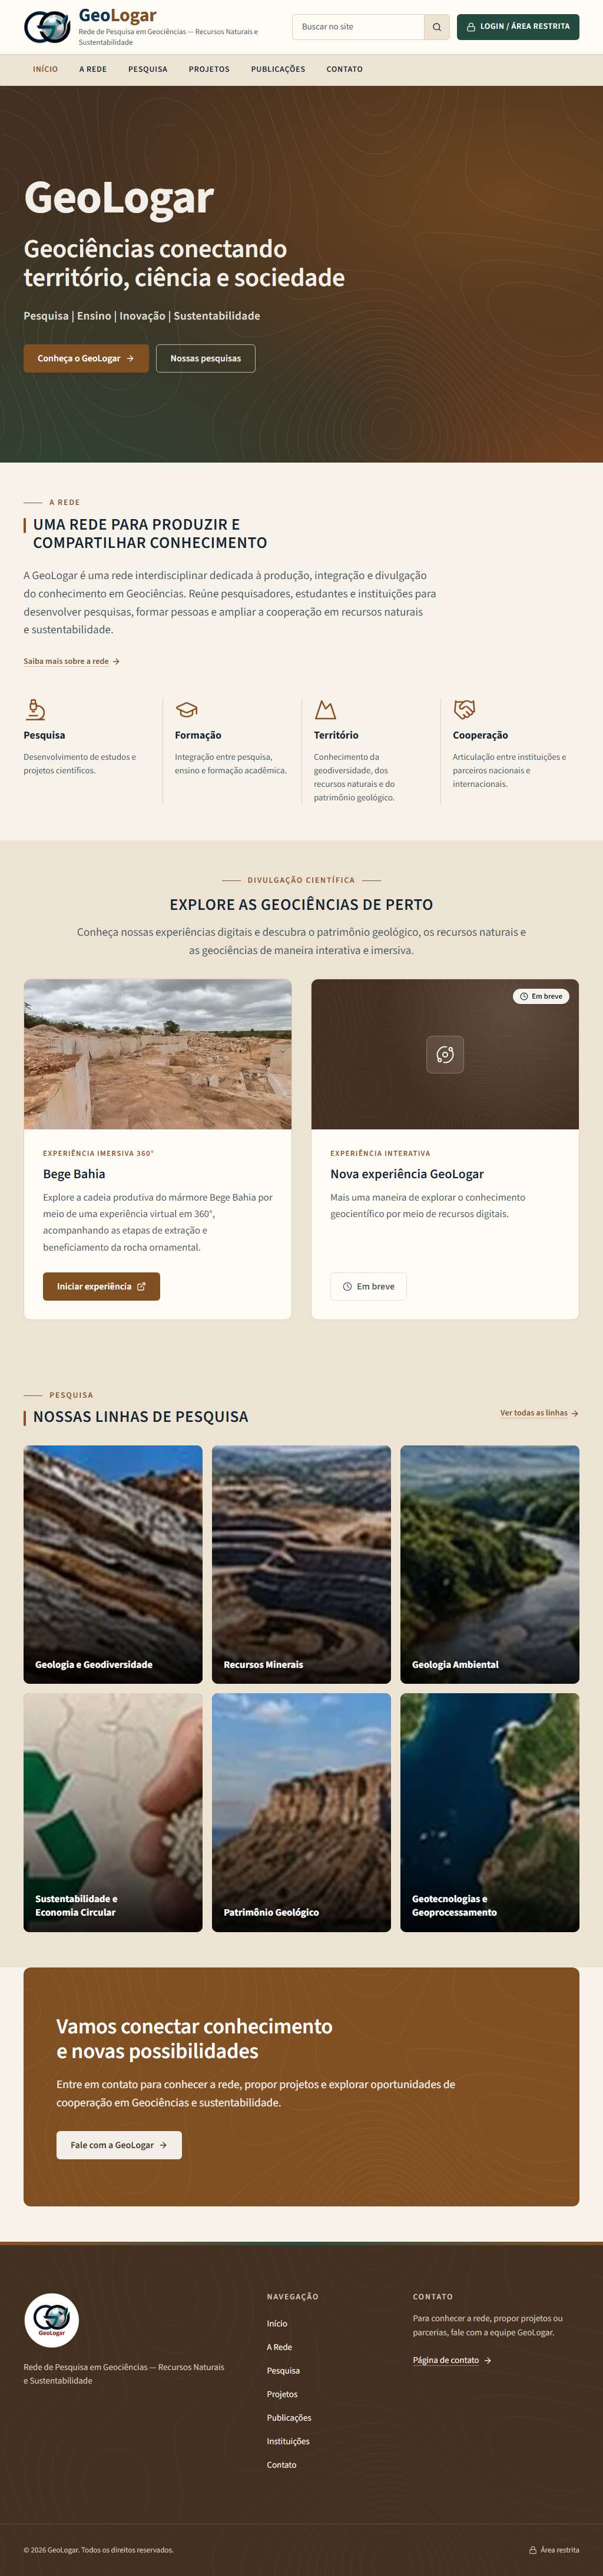 GeoLogar
Rede de Pesquisa em Geociências — Recursos Naturais e
Sustentabilidade
Buscar no site
LOGIN / ÁREA RESTRITA
INÍCIO
A REDE
PESQUISA
PROJETOS
PUBLICAÇÕES
CONTATO
GeoLogar
Geociências conectando
território, ciência e sociedade
Pesquisa | Ensino | Inovação | Sustentabilidade
Conheça o GeoLogar
Nossas pesquisas
A REDE
UMA REDE PARA PRODUZIR E
COMPARTILHAR CONHECIMENTO
A GeoLogar é uma rede interdisciplinar dedicada à produção, integração e divulgação
do conhecimento em Geociências. Reúne pesquisadores, estudantes e instituições para
desenvolver pesquisas, formar pessoas e ampliar a cooperação em recursos naturais
e sustentabilidade.
Saiba mais sobre a rede
Pesquisa
Desenvolvimento de estudos e
projetos científicos.
Formação
Integração entre pesquisa,
ensino e formação acadêmica.
Território
Conhecimento da
geodiversidade, dos
recursos naturais e do
patrimônio geológico.
Cooperação
Articulação entre instituições e
parceiros nacionais e
internacionais.
DIVULGAÇÃO CIENTÍFICA
EXPLORE AS GEOCIÊNCIAS DE PERTO
Conheça nossas experiências digitais e descubra o patrimônio geológico, os recursos naturais e
as geociências de maneira interativa e imersiva.
EXPERIÊNCIA IMERSIVA 360°
Bege Bahia
Explore a cadeia produtiva do mármore Bege Bahia por
meio de uma experiência virtual em 360°,
acompanhando as etapas de extração e
beneficiamento da rocha ornamental.
Iniciar experiência
Em breve
EXPERIÊNCIA INTERATIVA
Nova experiência GeoLogar
Mais uma maneira de explorar o conhecimento
geocientífico por meio de recursos digitais.
Em breve
PESQUISA
NOSSAS LINHAS DE PESQUISA
Ver todas as linhas
Geologia e Geodiversidade
Recursos Minerais
Geologia Ambiental
Sustentabilidade e
Economia Circular
Patrimônio Geológico
Geotecnologias e
Geoprocessamento
Vamos conectar conhecimento
e novas possibilidades
Entre em contato para conhecer a rede, propor projetos e explorar oportunidades de
cooperação em Geociências e sustentabilidade.
Fale com a GeoLogar
GeoLogar
Rede de Pesquisa em Geociências — Recursos Naturais
e Sustentabilidade
NAVEGAÇÃO
Início
A Rede
Pesquisa
Projetos
Publicações
Instituições
Contato
CONTATO
Para conhecer a rede, propor projetos ou
parcerias, fale com a equipe GeoLogar.
Página de contato
© 2026 GeoLogar. Todos os direitos reservados.
Área restrita